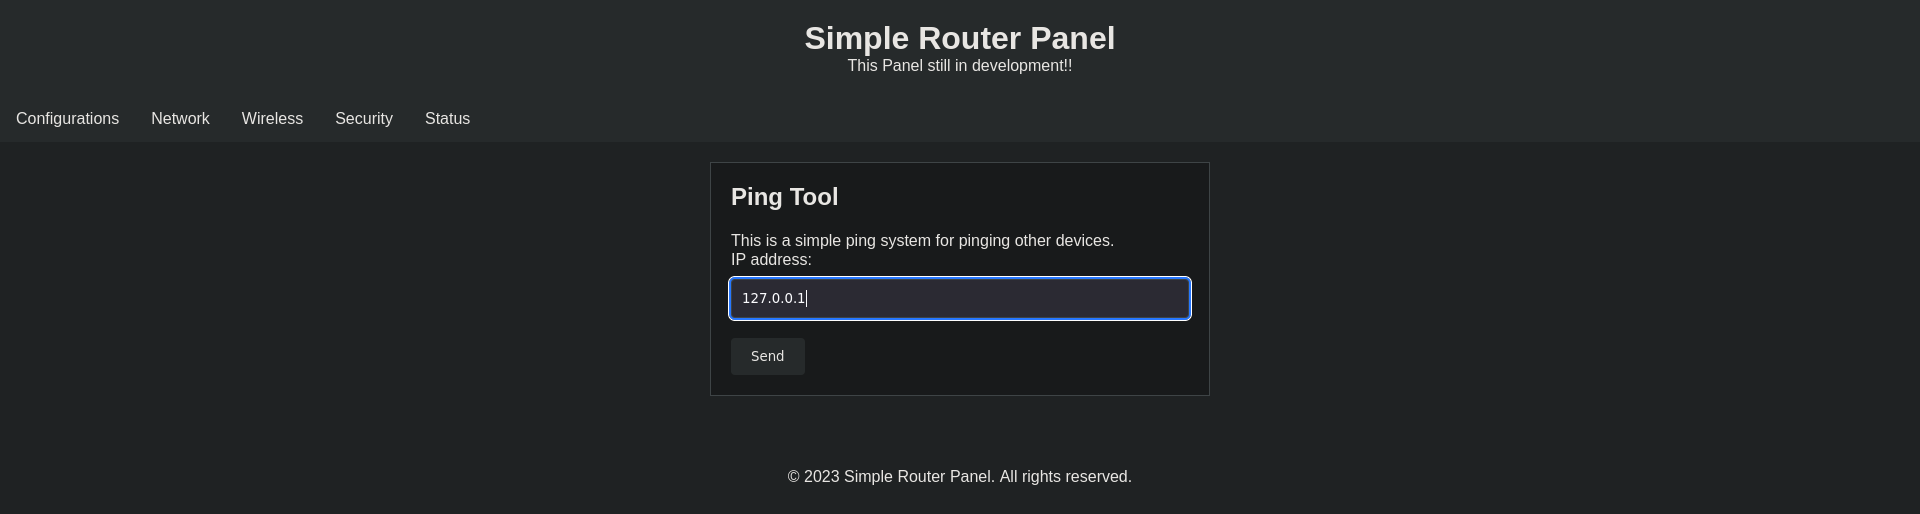 Simple Router Panel
This Panel still in development!!
Configurations Network Wireless Security Status
Ping Tool
This is a simple ping system for pinging other devices.
IP address:
127.0.0.1
Send
© 2023 Simple Router Panel. All rights reserved.